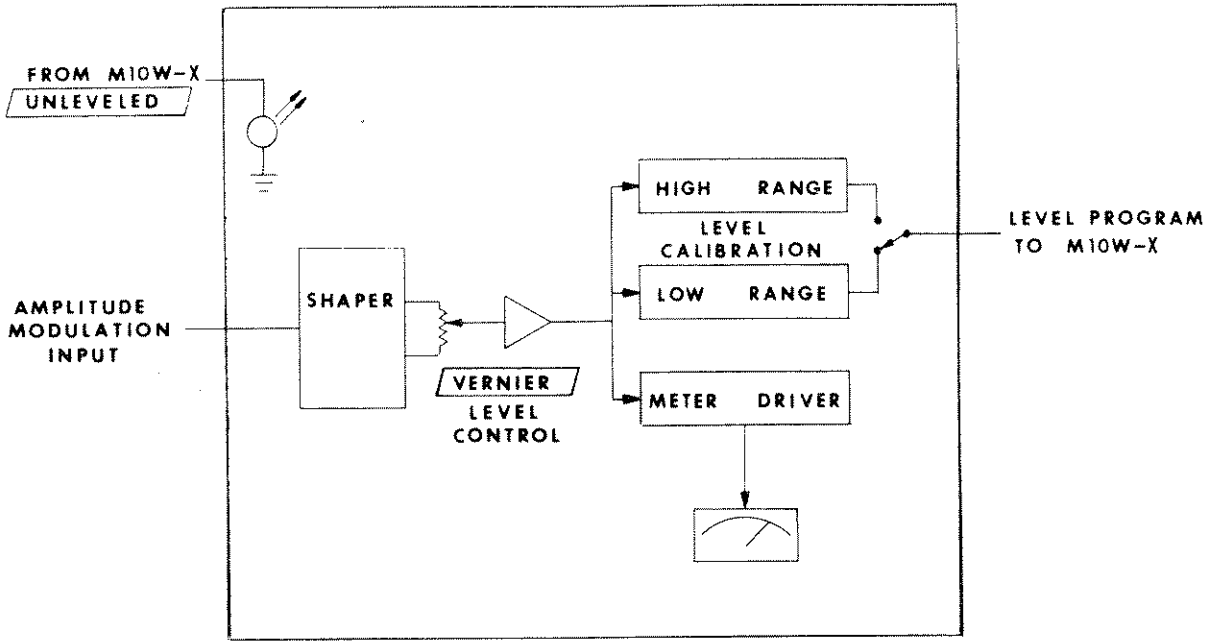 FROM M10W-X
UNLEVELED
HIGH RANGE
LEVEL
CALIBRATION
LOW RANGE
LEVEL PROGRAM
TO M10W-X
AMPLITUDE
MODULATION
INPUT
SHAPER
VERNIER
LEVEL
CONTROL
METER DRIVER